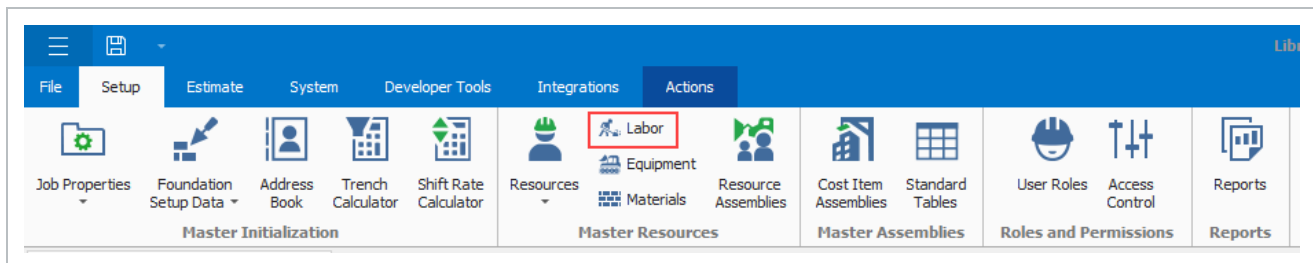 Lib
File Setup Estimate System Developer Tools Integrations Actions
Labor
Equipment
Job Properties Foundation Address Trench Shift Rate Resources Materials Resource Cost Item Standard User Roles Access Reports
Setup Data Book Calculator Calculator Assemblies Assemblies Tables Control
Master Initialization Master Resources Master Assemblies Roles and Permissions Reports